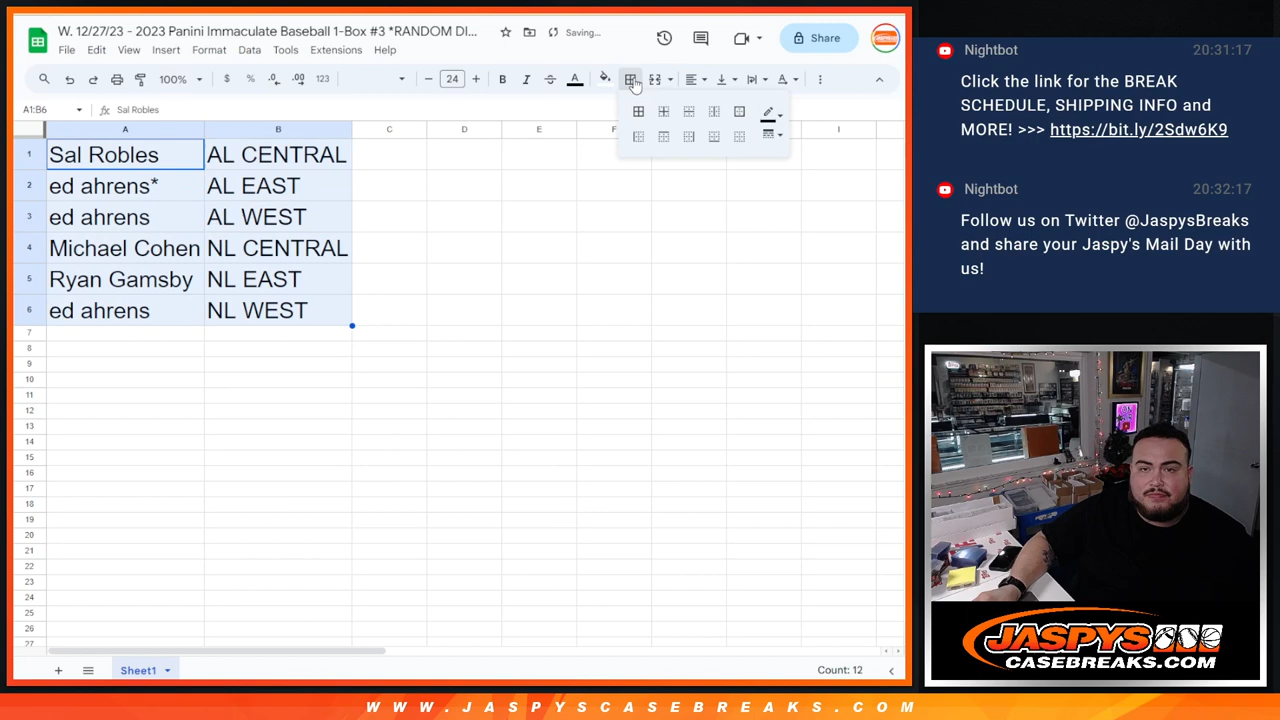 W. 12/27/23 - 2023 Panini Immaculate Baseball 1-Box #3 *RANDOM DI...
Saving...
File Edit View Insert Format Data Tools Extensions Help
Share
100% $ % .0 .00 123 24 B I S A
A1:B6 fx Sal Robles
A B C D E F I
1 Sal Robles AL CENTRAL
2 ed ahrens* AL EAST
3 ed ahrens AL WEST
4 Michael Cohen NL CENTRAL
5 Ryan Gamsby NL EAST
6 ed ahrens NL WEST
7
8
9
10
11
12
13
14
15
16
17
18
19
20
21
22
23
24
25
26
27
Sheet1
Count: 12
Nightbot 20:31:17
Click the link for the BREAK
SCHEDULE, SHIPPING INFO and
MORE! >>> https://bit.ly/2Sdw6K9
Nightbot 20:32:17
Follow us on Twitter @JaspysBreaks
and share your Jaspy's Mail Day with
us!
JASPYS
CASEBREAKS.COM
WWW.JASPYSCASEBREAKS.COM